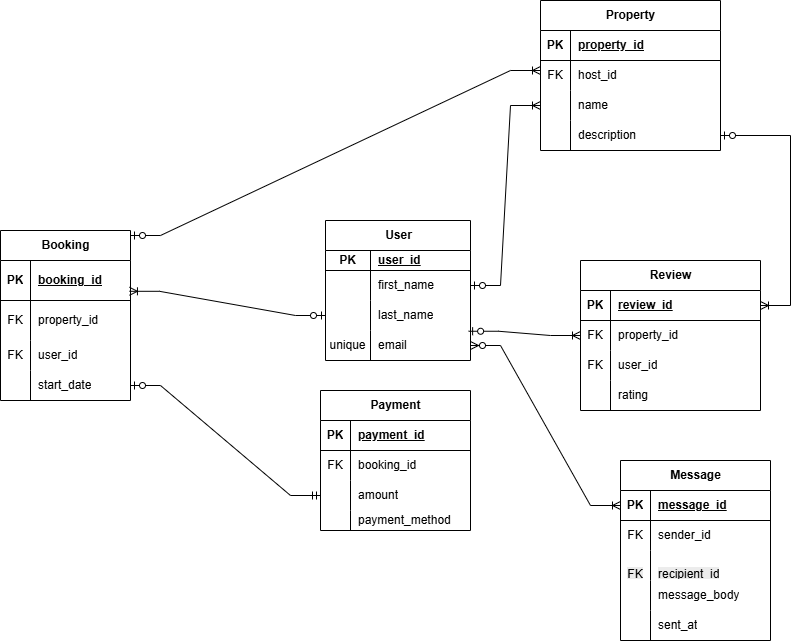 Property
PK property_id
FK host_id
name
description
Booking
PK booking_id
FK property_id
FK user_id
start_date
User
PK user_id
first_name
last_name
unique email
Review
PK review_id
FK property_id
FK user_id
rating
Payment
PK payment_id
FK booking_id
amount
payment_method
Message
PK message_id
FK sender_id
FK recipient_id
message_body
sent_at